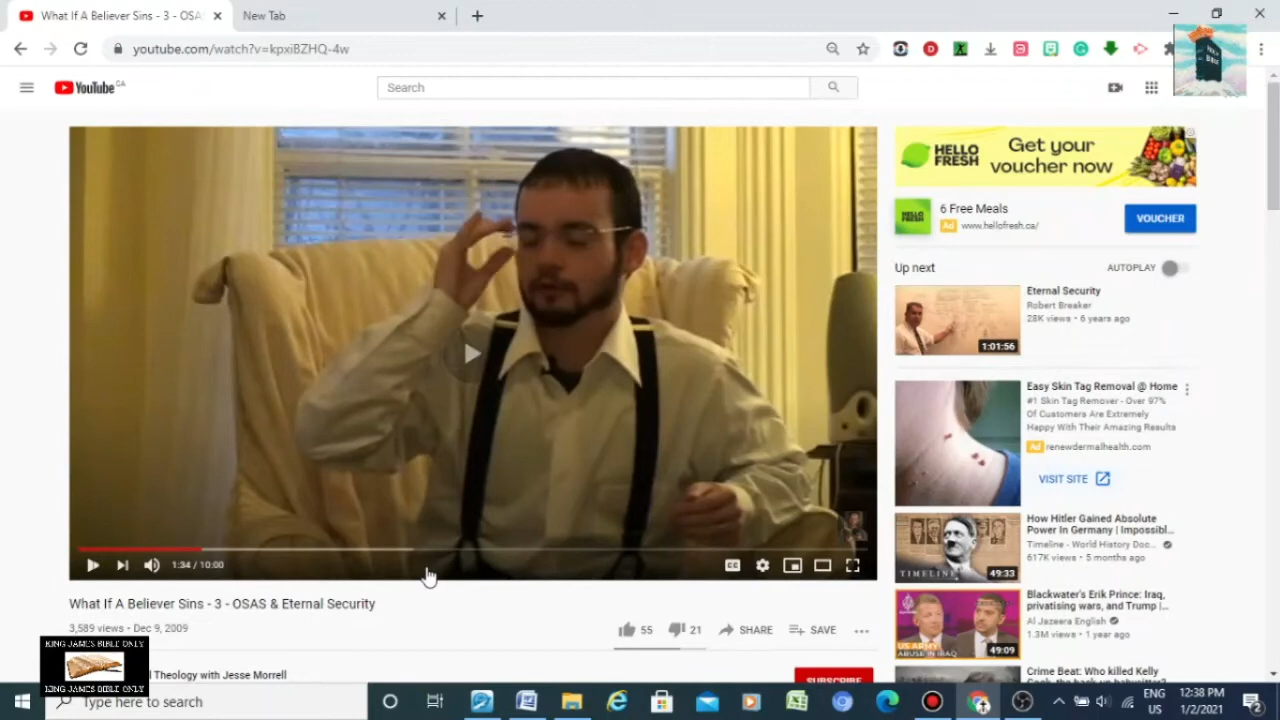 What If A Believer Sins - 3 - OSA
New Tab
youtube.com/watch?v=kpxiBZHQ-4w
YouTube CA
Search
HELLO FRESH
Get your voucher now
6 Free Meals
Ad www.hellofresh.ca/
VOUCHER
Up next
AUTOPLAY
Eternal Security
Robert Breaker
28K views • 6 years ago
1:01:56
Easy Skin Tag Removal @ Home
#1 Skin Tag Remover - Over 97%
Of Customers Are Extremely
Happy With Their Amazing Results
Ad renewdermalhealth.com
VISIT SITE
How Hitler Gained Absolute
Power In Germany | Impossibl...
Timeline - World History Doc...
617K views • 5 months ago
TIMELINE
49:33
Blackwater's Erik Prince: Iraq,
privatising wars, and Trump |...
Al Jazeera English
1.3M views • 1 year ago
US ARMY
ABUSE IN IRAQ
49:09
Crime Beat: Who killed Kelly
1:34 / 10:00
CC
What If A Believer Sins - 3 - OSAS & Eternal Security
3,589 views • Dec 9, 2009
55
21
SHARE
SAVE
KING JAMES BIBLE ONLY
KING JAMES BIBLE ONLY
l Theology with Jesse Morrell
SUBSCRIBE
Type here to search
ENG
US
12:38 PM
1/2/2021
2